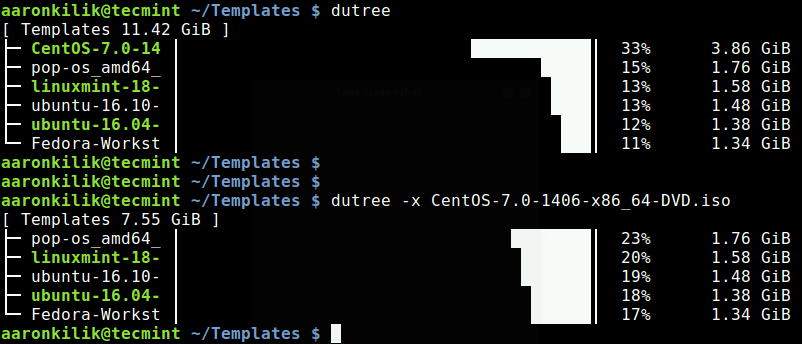 aaronkilik@tecmint ~/Templates $ dutree
[ Templates 11.42 GiB ]
├─ CentOS-7.0-14 │ │ 33% 3.86 GiB
├─ pop-os_amd64_ │ │ 15% 1.76 GiB
├─ linuxmint-18- │ │ 13% 1.58 GiB
├─ ubuntu-16.10- │ │ 13% 1.48 GiB
├─ ubuntu-16.04- │ │ 12% 1.38 GiB
└─ Fedora-Workst │ │ 11% 1.34 GiB
aaronkilik@tecmint ~/Templates $
aaronkilik@tecmint ~/Templates $
aaronkilik@tecmint ~/Templates $ dutree -x CentOS-7.0-1406-x86_64-DVD.iso
[ Templates 7.55 GiB ]
├─ pop-os_amd64_ │ │ 23% 1.76 GiB
├─ linuxmint-18- │ │ 20% 1.58 GiB
├─ ubuntu-16.10- │ │ 19% 1.48 GiB
├─ ubuntu-16.04- │ │ 18% 1.38 GiB
└─ Fedora-Workst │ │ 17% 1.34 GiB
aaronkilik@tecmint ~/Templates $